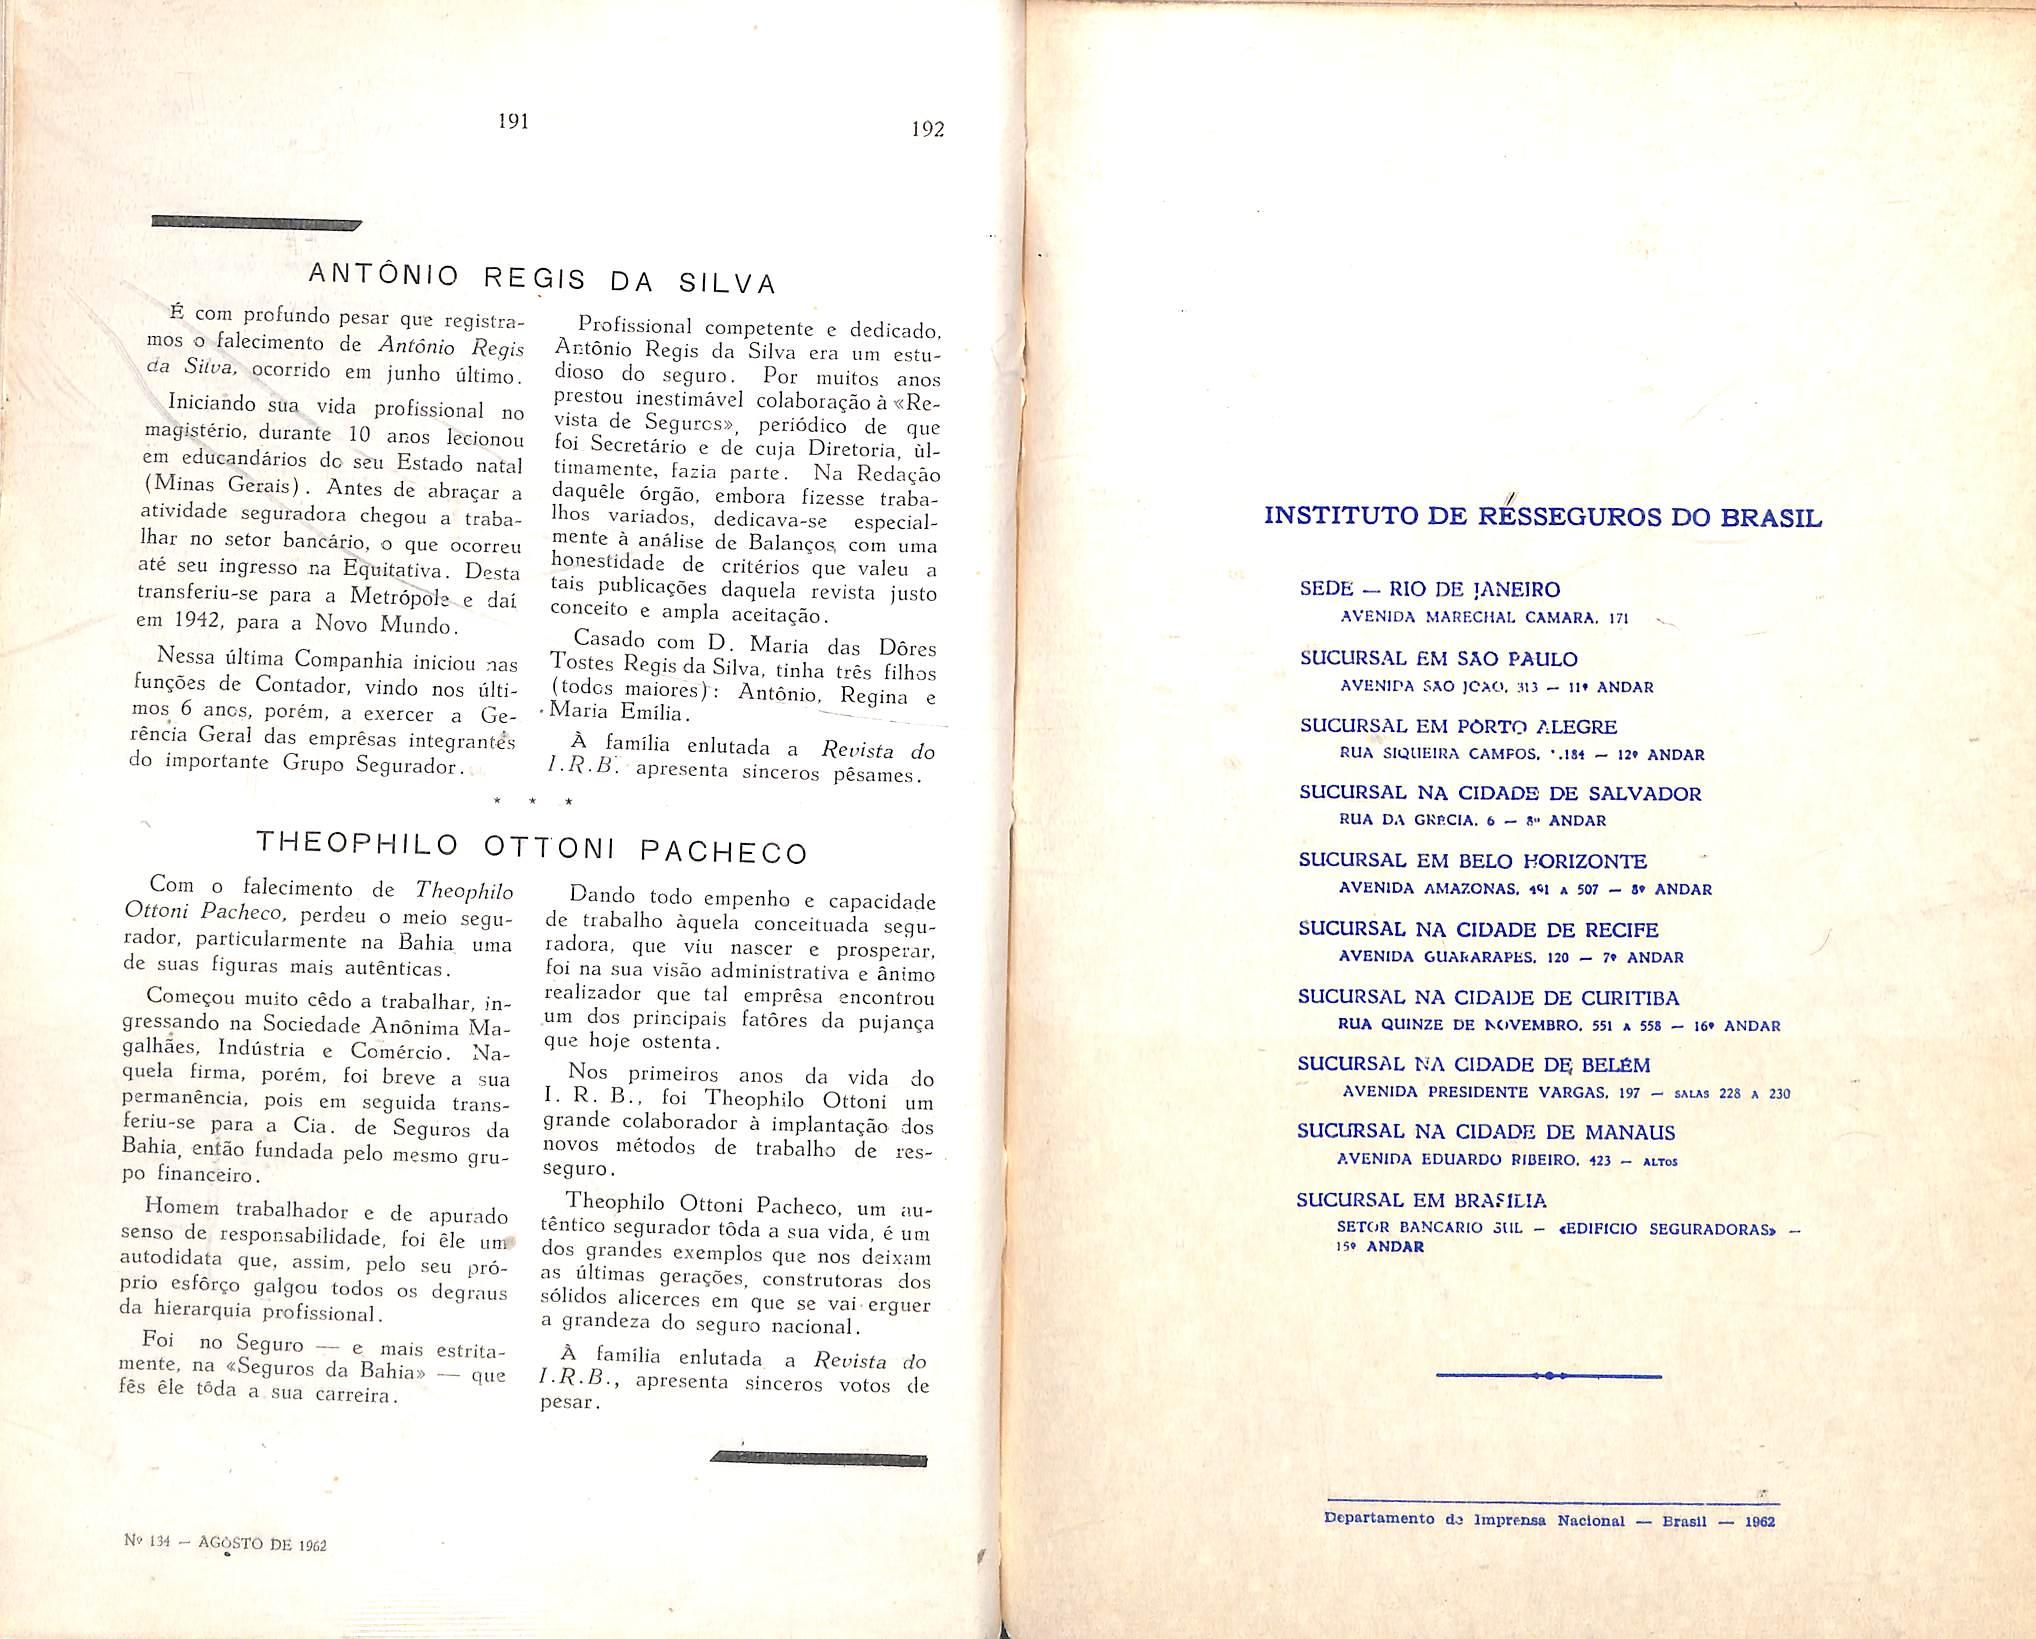 191
192
ANTÔNIO REGIS DA SILVA
É com profundo pesar que registra-
mos o falecimento de Antônio Regis
da Silva, ocorrido em junho último.
Iniciando sua vida profissional no
magistério, durante 10 anos lecionou
em educandários do seu Estado natal
(Minas Gerais). Antes de abraçar a
atividade seguradora chegou a traba-
lhar no setor bancário, o que ocorreu
até seu ingresso na Equitativa. Desta
transferiu-se para a Metrópole e daí
em 1942, para a Novo Mundo.
Nessa última Companhia iniciou nas
funções de Contador, vindo nos últi-
mos 6 anos, porém, a exercer a Ge-
rência Geral das emprêsas integrantes
do importante Grupo Segurador.
Profissional competente e dedicado,
Antônio Regis da Silva era um estu-
dioso do seguro. Por muitos anos
prestou inestimável colaboração à «Re-
vista de Seguros», periódico de que
foi Secretário e de cuja Diretoria, ùl-
timamente, fazia parte. Na Redação
daquêle órgão, embora fizesse traba-
lhos variados, dedicava-se especial-
mente à análise de Balanços, com uma
honestidade de critérios que valeu a
tais publicações daquela revista justo
conceito e ampla aceitação.
Casado com D. Maria das Dôres
Tostes Regis da Silva, tinha três filhos
(todos maiores): Antônio, Regina e
Maria Emília.
À família enlutada a Revista do
I.R.B. apresenta sinceros pêsames.
* * *
THEOPHILO OTTONI PACHECO
Com o falecimento de Theophilo
Ottoni Pacheco, perdeu o meio segu-
rador, particularmente na Bahia uma
de suas figuras mais autênticas.
Começou muito cêdo a trabalhar, in-
gressando na Sociedade Anônima Ma-
galhães, Indústria e Comércio. Na-
quela firma, porém, foi breve a sua
permanência, pois em seguida trans-
feriu-se para a Cia. de Seguros da
Bahia, então fundada pelo mesmo gru-
po financeiro.
Homem trabalhador e de apurado
senso de responsabilidade, foi êle um
autodidata que, assim, pelo seu pró-
prio esfôrço galgou todos os degraus
da hierarquia profissional.
Foi no Seguro — e mais estrita-
mente, na «Seguros da Bahia» — que
fês êle tôda a sua carreira.
Dando todo empenho e capacidade
de trabalho àquela conceituada segu-
radora, que viu nascer e prosperar,
foi na sua visão administrativa e ânimo
realizador que tal emprêsa encontrou
um dos principais fatôres da pujança
que hoje ostenta.
Nos primeiros anos da vida do
I. R. B., foi Theophilo Ottoni um
grande colaborador à implantação dos
novos métodos de trabalho de res-
seguro.
Theophilo Ottoni Pacheco, um au-
têntico segurador tôda a sua vida, é um
dos grandes exemplos que nos deixam
as últimas gerações, construtoras dos
sólidos alicerces em que se vai erguer
a grandeza do seguro nacional.
À família enlutada a Revista do
I.R.B., apresenta sinceros votos de
pesar.
Nº 134 — AGÔSTO DE 1962
INSTITUTO DE RESSEGUROS DO BRASIL
SEDE — RIO DE JANEIRO
AVENIDA MARECHAL CAMARA, 171
SUCURSAL EM SAO PAULO
AVENIDA SAO JOAO, 313 — 11º ANDAR
SUCURSAL EM PÔRTO ALEGRE
RUA SIQUEIRA CAMPOS, .184 — 12º ANDAR
SUCURSAL NA CIDADE DE SALVADOR
RUA DA GRÉCIA, 6 — 8º ANDAR
SUCURSAL EM BELO HORIZONTE
AVENIDA AMAZONAS, 491 A 507 — 8º ANDAR
SUCURSAL NA CIDADE DE RECIFE
AVENIDA GUARARAPES, 120 — 7º ANDAR
SUCURSAL NA CIDADE DE CURITIBA
RUA QUINZE DE NOVEMBRO, 551 A 558 — 16º ANDAR
SUCURSAL NA CIDADE DE BELÉM
AVENIDA PRESIDENTE VARGAS, 197 — SALAS 228 A 230
SUCURSAL NA CIDADE DE MANAUS
AVENIDA EDUARDO RIBEIRO, 423 — ALTOS
SUCURSAL EM BRASILIA
SETOR BANCARIO SUL — «EDIFICIO SEGURADORAS» —
15º ANDAR
Departamento de Imprensa Nacional — Brasil — 1962